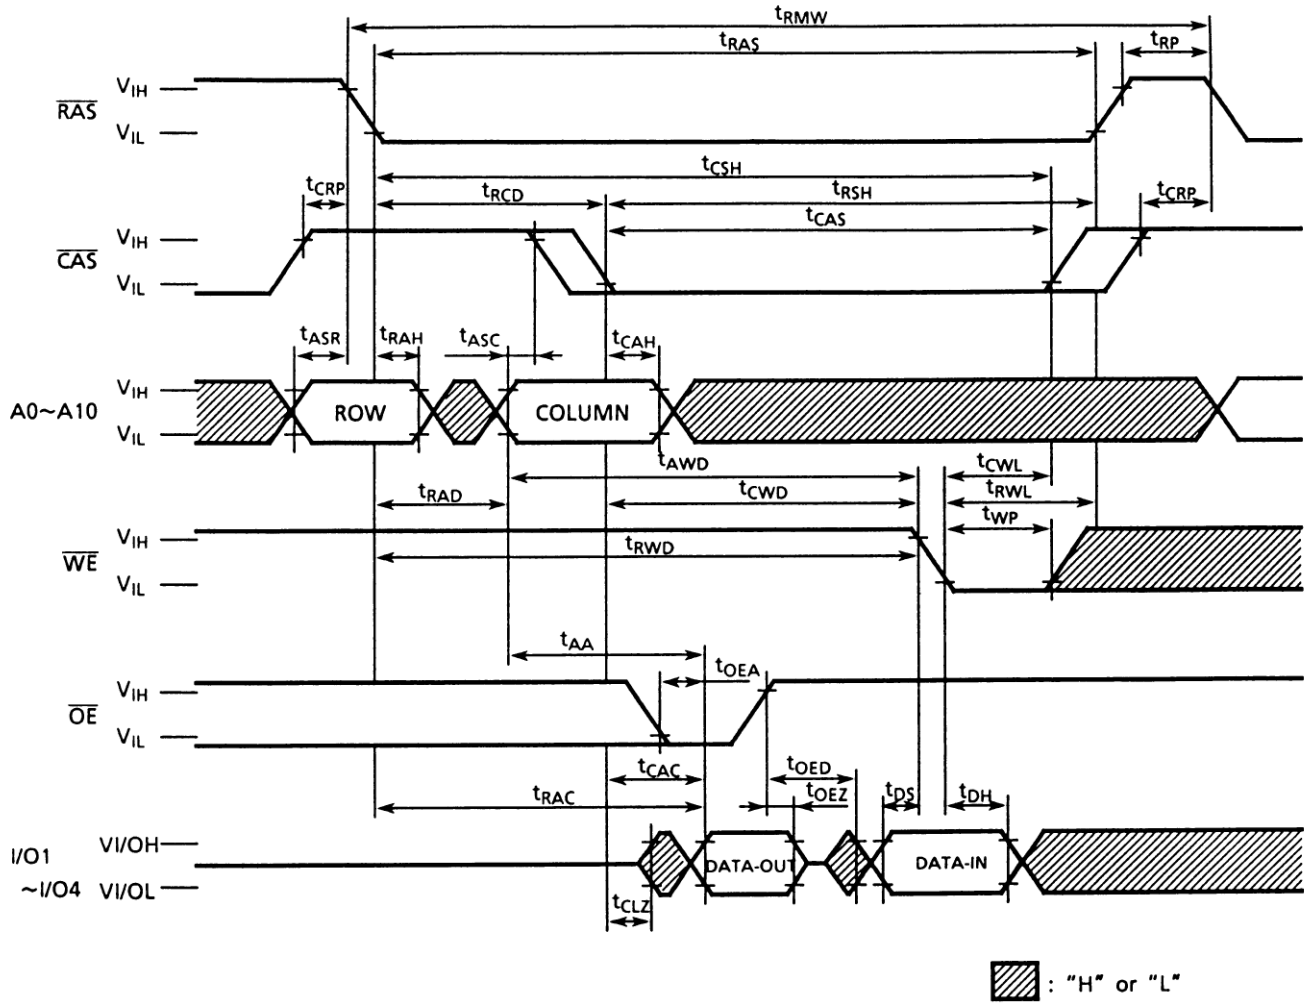 tRMW
tRAS
tRP
RAS
VIH
VIL
tCSH
tCRP
tRCD
tRSH
tCRP
tCAS
CAS
VIH
VIL
tASR
tRAH
tASC
tCAH
A0~A10
VIH
VIL
ROW
COLUMN
tAWD
tCWL
tRAD
tCWD
tRWL
tWP
WE
VIH
VIL
tRWD
tAA
tOEA
OE
VIH
VIL
tCAC
tOED
tRAC
tOEZ
tDS
tDH
I/O1
~I/O4
VI/OH
VI/OL
DATA-OUT
DATA-IN
tCLZ
: "H" or "L"